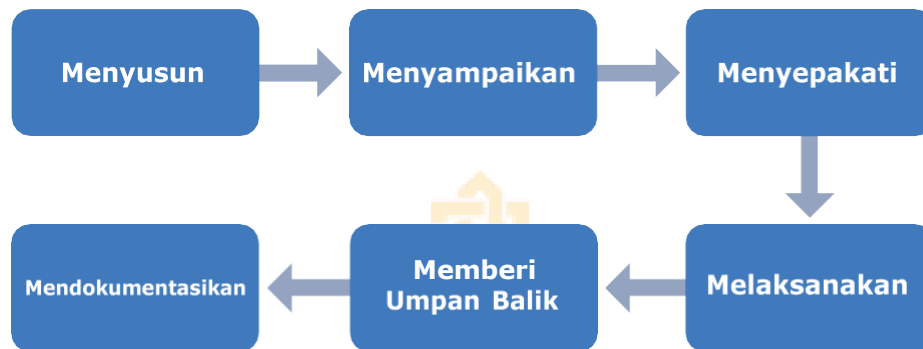 Menyusun
Menyampaikan
Menyepakati
Melaksanakan
Memberi
Umpan Balik
Mendokumentasikan